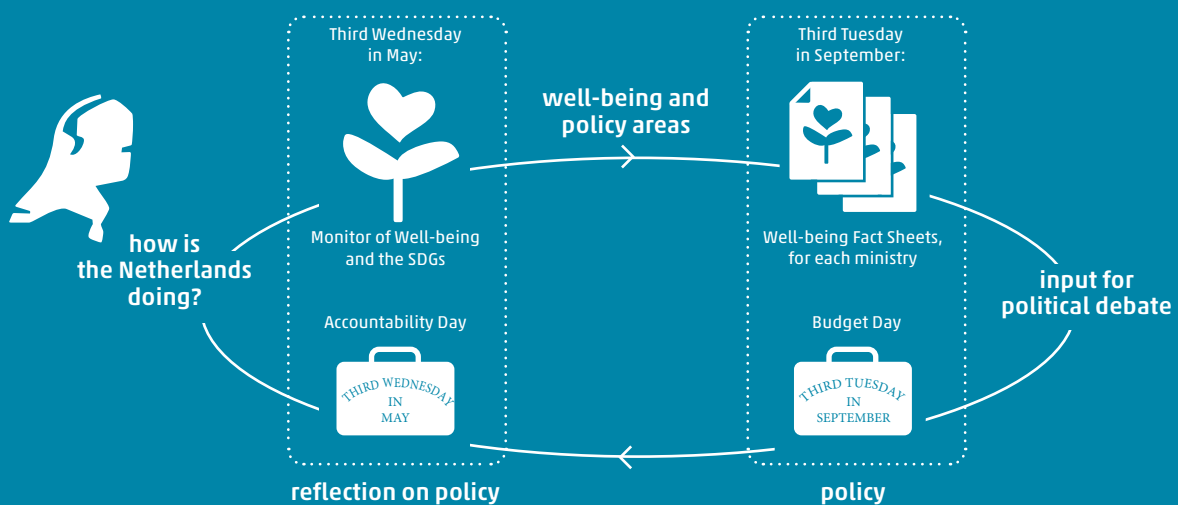 Third Wednesday
in May:
Third Tuesday
in September:
well-being and
policy areas
how is
the Netherlands
doing?
Monitor of Well-being
and the SDGs
Well-being Fact Sheets,
for each ministry
input for
political debate
Accountability Day
THIRD WEDNESDAY
IN
MAY
Budget Day
THIRD TUESDAY
IN
SEPTEMBER
reflection on policy
policy